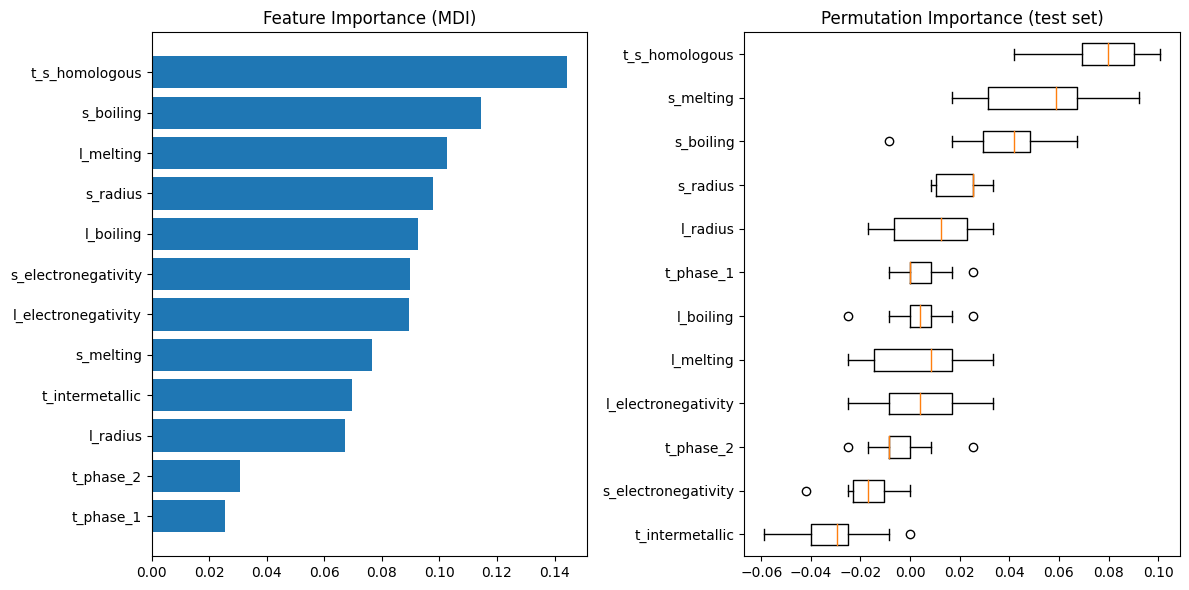 Feature Importance (MDI)
t_s_homologous
s_boiling
l_melting
s_radius
l_boiling
s_electronegativity
l_electronegativity
s_melting
t_intermetallic
l_radius
t_phase_2
t_phase_1
0.00 0.02 0.04 0.06 0.08 0.10 0.12 0.14
Permutation Importance (test set)
t_s_homologous
s_melting
s_boiling
s_radius
l_radius
t_phase_1
l_boiling
l_melting
l_electronegativity
t_phase_2
s_electronegativity
t_intermetallic
−0.06 −0.04 −0.02 0.00 0.02 0.04 0.06 0.08 0.10